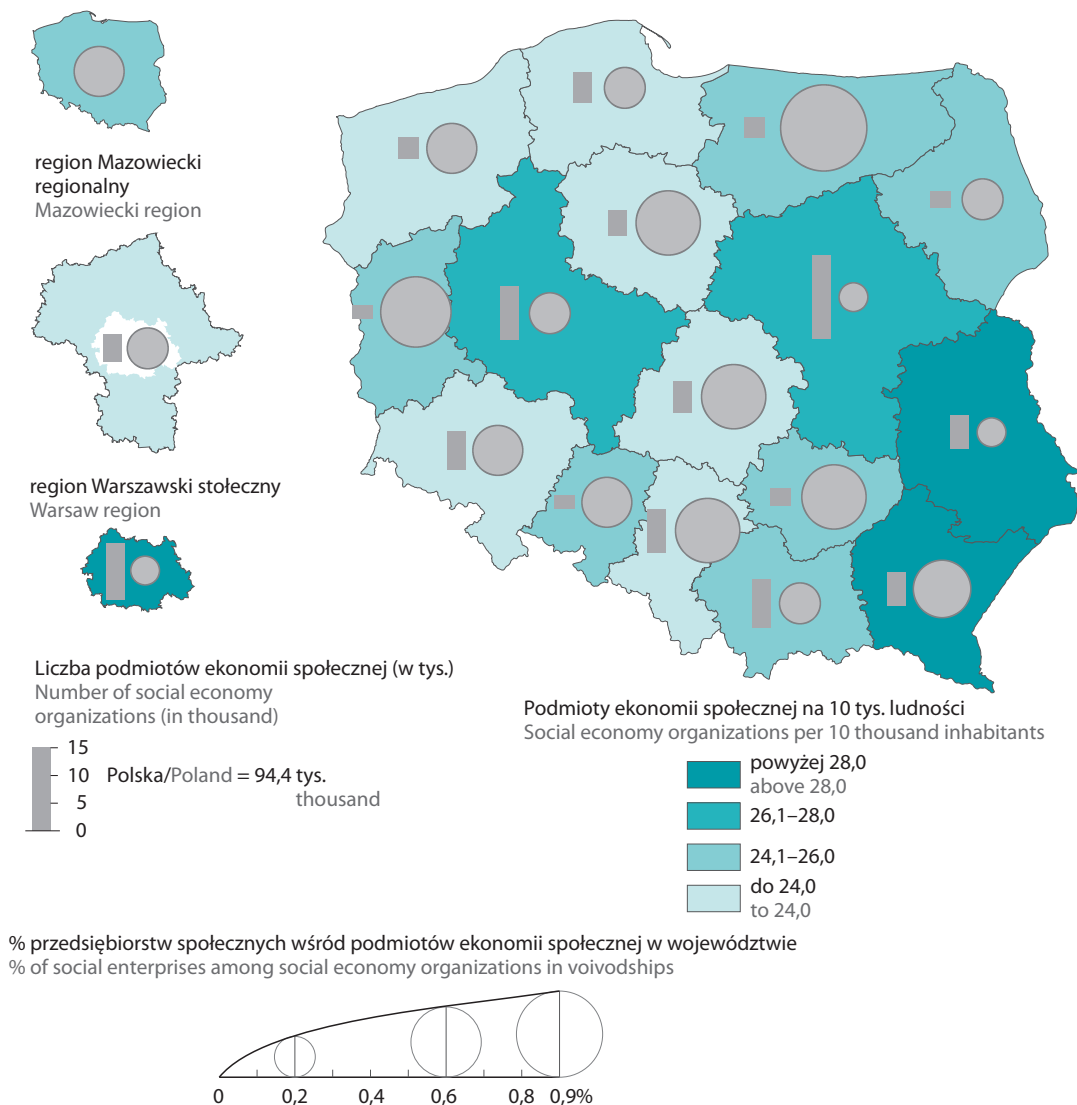 region Mazowiecki
regionalny
Mazowiecki region
region Warszawski stołeczny
Warsaw region
Liczba podmiotów ekonomii społecznej (w tys.)
Number of social economy
organizations (in thousand)
15
10
5
0
Polska/Poland = 94,4 tys.
thousand
Podmioty ekonomii społecznej na 10 tys. ludności
Social economy organizations per 10 thousand inhabitants
powyżej 28,0
above 28,0
26,1–28,0
24,1–26,0
do 24,0
to 24,0
% przedsiębiorstw społecznych wśród podmiotów ekonomii społecznej w województwie
% of social enterprises among social economy organizations in voivodships
0 0,2 0,4 0,6 0,8 0,9%